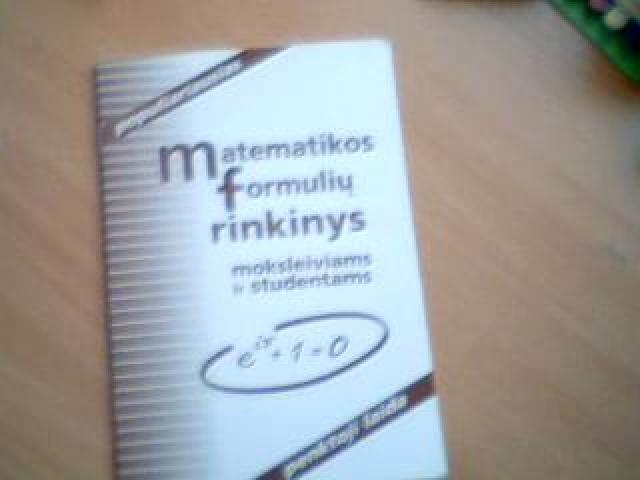 matematikos
formulių
rinkinys
moksleiviams
ir studentams
e^{iπ}+1=0
penktoji laida